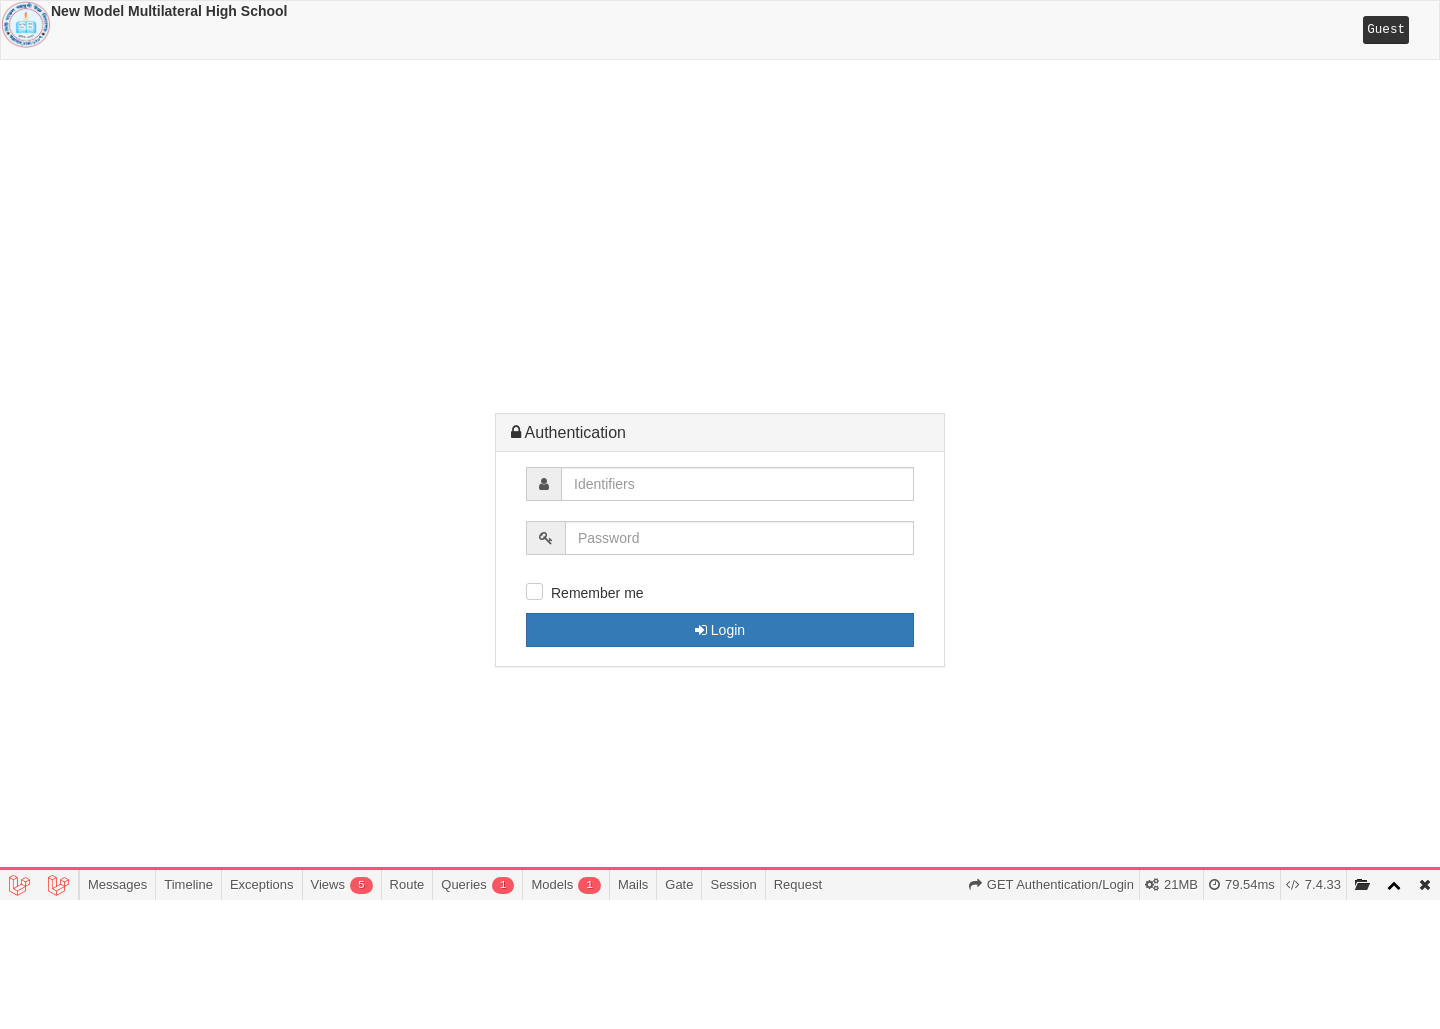 New Model Multilateral High School
Guest
Authentication
Identifiers
Password
Remember me
Login
Messages Timeline Exceptions Views 5 Route Queries 1 Models 1 Mails Gate Session Request GET Authentication/Login 21MB 79.54ms 7.4.33